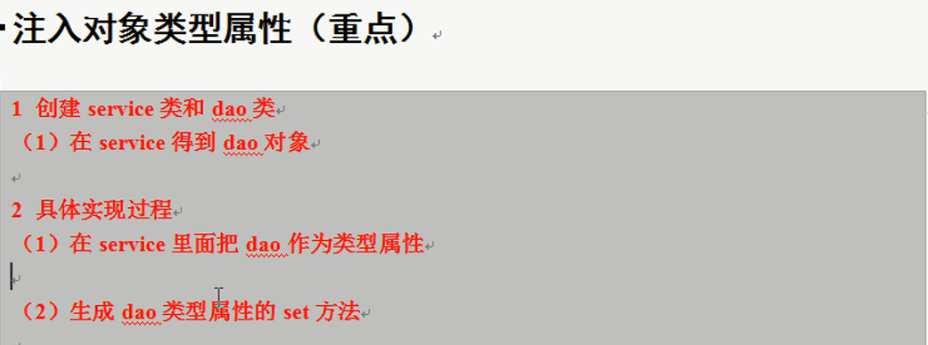 ·注入对象类型属性（重点）
1 创建 service 类和 dao 类
（1）在 service 得到 dao 对象
2 具体实现过程
（1）在 service 里面把 dao 作为类型属性
（2）生成 dao 类型属性的 set 方法